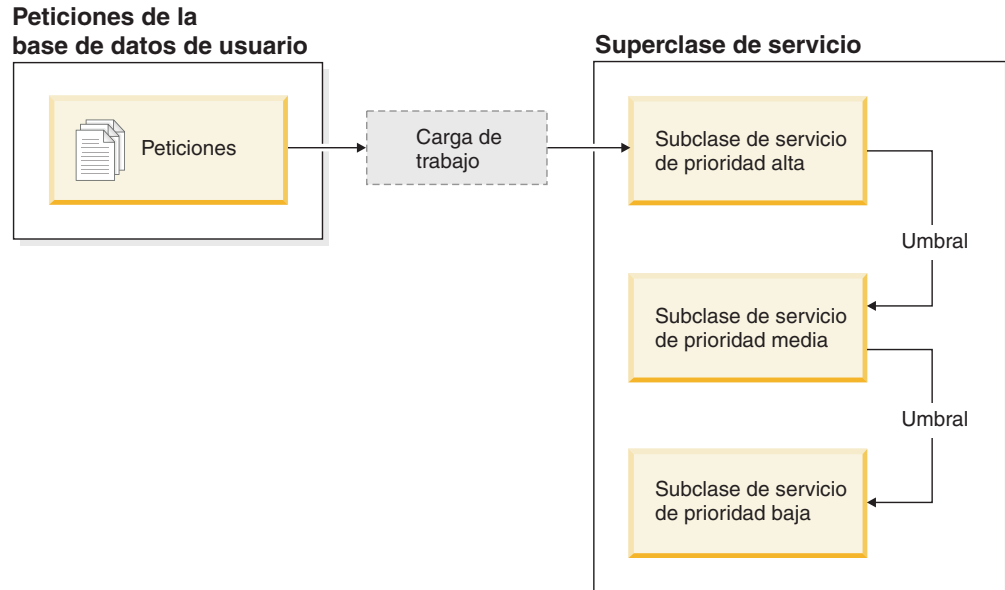 Peticiones de la
base de datos de usuario
Peticiones
Carga de
trabajo
Superclase de servicio
Subclase de servicio
de prioridad alta
Umbral
Subclase de servicio
de prioridad media
Umbral
Subclase de servicio
de prioridad baja